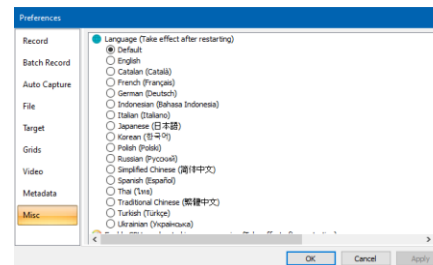 Preferences
Record
Batch Record
Auto Capture
File
Target
Grids
Video
Metadata
Misc
Language (Take effect after restarting)
Default
English
Catalan (Català)
French (Français)
German (Deutsch)
Indonesian (Bahasa Indonesia)
Italian (Italiano)
Japanese (日本語)
Korean (한국어)
Polish (Polski)
Russian (Русский)
Simplified Chinese (简体中文)
Spanish (Español)
Thai (ไทย)
Traditional Chinese (繁體中文)
Turkish (Türkçe)
Ukrainian (Українська)
OK
Cancel
Apply